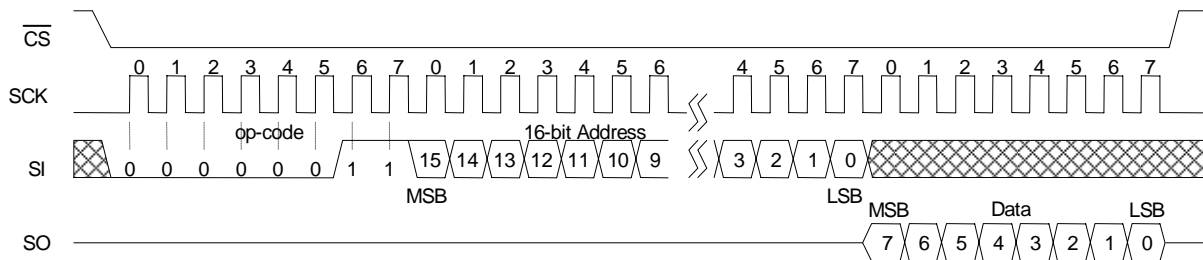 CS
0 1 2 3 4 5 6 7 0 1 2 3 4 5 6 4 5 6 7 0 1 2 3 4 5 6 7
SCK
op-code 16-bit Address
SI 0 0 0 0 0 0 1 1 15 14 13 12 11 10 9 3 2 1 0
MSB LSB
MSB Data LSB
SO 7 6 5 4 3 2 1 0